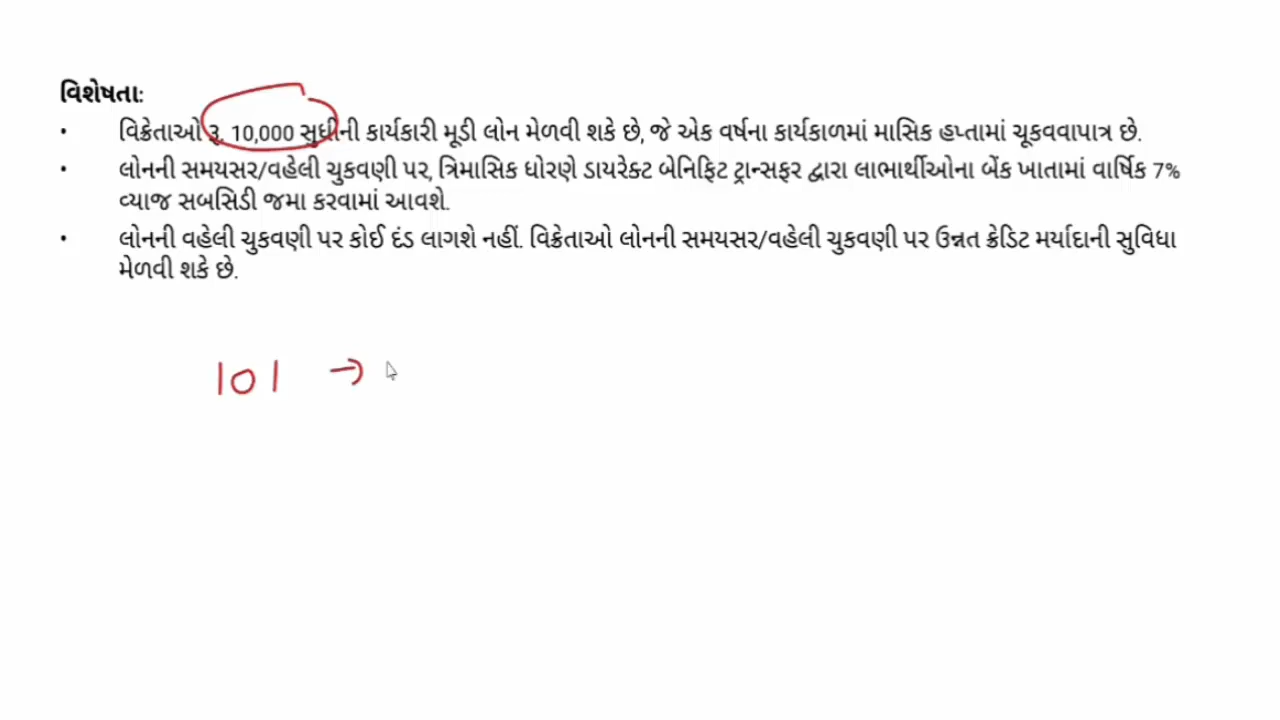 વિશેષતા:
• વિક્રેતાઓ રૂ. 10,000 સુધીની કાર્યકારી મૂડી લોન મેળવી શકે છે, જે એક વર્ષના કાર્યકાળમાં માસિક હપ્તામાં ચૂકવવાપાત્ર છે.
• લોનની સમયસર/વહેલી ચુકવણી પર, ત્રિમાસિક ધોરણે ડાયરેક્ટ બેનિફિટ ટ્રાન્સફર દ્વારા લાભાર્થીઓના બેંક ખાતામાં વાર્ષિક 7%
વ્યાજ સબસિડી જમા કરવામાં આવશે.
• લોનની વહેલી ચુકવણી પર કોઈ દંડ લાગશે નહીં. વિક્રેતાઓ લોનની સમયસર/વહેલી ચુકવણી પર ઉન્નત ક્રેડિટ મર્યાદાની સુવિધા
મેળવી શકે છે.
101 →